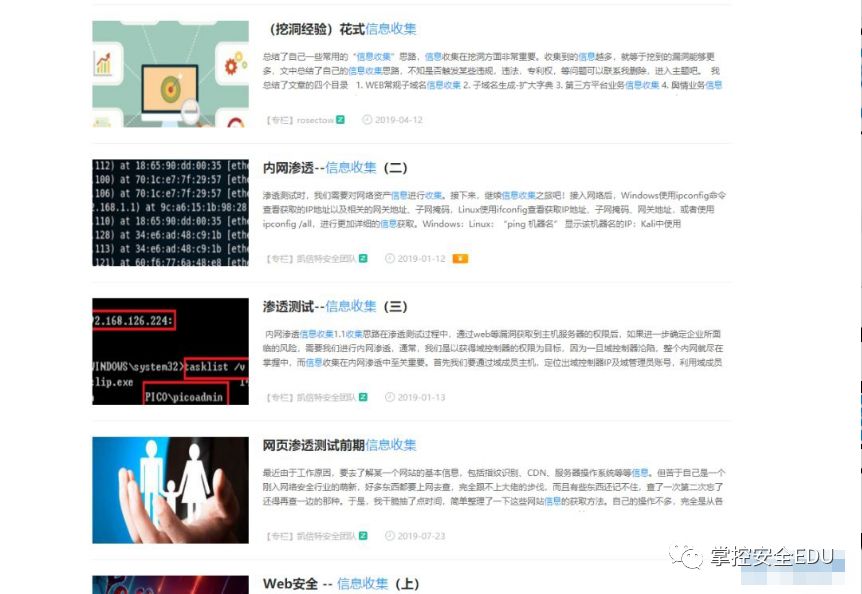 （挖洞经验）花式信息收集
总结了自己一些常用的“信息收集”思路，信息收集在挖洞方面非常重要。收集到的信息越多，就等于挖到的漏洞能够更
多，文中总结了自己的信息收集思路，不知是否触发某些违规，违法，专利权，等问题可以联系我删除，进入主题吧。 我
总结了文章的四个目录 1. WEB常规子域名信息收集 2. 子域名生成-扩大字典 3. 第三方平台业务信息收集 4. 舆情业务信息
【专栏】rosectow Z 2019-04-12
112) at 18:65:90:dd:00:35 [eth
100) at 70:1c:e7:7f:29:57 [eth
106) at 70:1c:e7:7f:29:57 [eth
2.168.1.1) at 9c:a6:15:1b:98:28
110) at 18:65:90:dd:00:35 [eth
128) at 34:e6:ad:48:c9:1b [eth
113) at 34:e6:ad:48:c9:1b [eth
121) at 60:f6:77:6a:48:e8 [eth
内网渗透--信息收集（二）
渗透测试时，我们需要对网络资产信息进行收集。接下来，继续信息收集之旅吧！接入网络后，Windows使用ipconfig命令
查看获取的IP地址以及相关的网关地址、子网掩码，Linux使用ifconfig查看获取IP地址、子网掩码、网关地址，或者使用
ipconfig /all，进行更加详细的信息获取。Windows：Linux： “ping 机器名” 显示该机器名的IP：Kali中使用
【专栏】凯信特安全团队 Z 2019-01-12
92.168.126.224:
WINDOWS\system32>tasklist /v
clip.exe
PICO\picoadmin
渗透测试--信息收集（三）
内网渗透信息收集1.1收集思路在渗透测试过程中，通过web等漏洞获取到主机服务器的权限后，如果进一步确定企业所面
临的风险，需要我们进行内网渗透，通常，我们是以获得域控制器的权限为目标，因为一旦域控制器沦陷，整个内网就尽在
掌握中，而信息收集在内网渗透中至关重要。首先我们要通过域成员主机，定位出域控制器IP及域管理员账号，利用域成员
【专栏】凯信特安全团队 Z 2019-01-13
网页渗透测试前期信息收集
最近由于工作原因，要去了解某一个网站的基本信息，包括指纹识别、CDN、服务器操作系统等等信息。但苦于自己是一个
刚入网络安全行业的萌新，好多东西都要上网去查，完全跟不上大佬的步伐，而且有些东西还记不住，查了一次第二次忘了
还得再查一边的那种。于是，我干脆抽了点时间，简单整理了一下这些网站信息的获取方法。自己的操作不多，完全是从各
【专栏】凯信特安全团队 Z 2019-07-23
掌控安全EDU
Web安全 -- 信息收集（上）